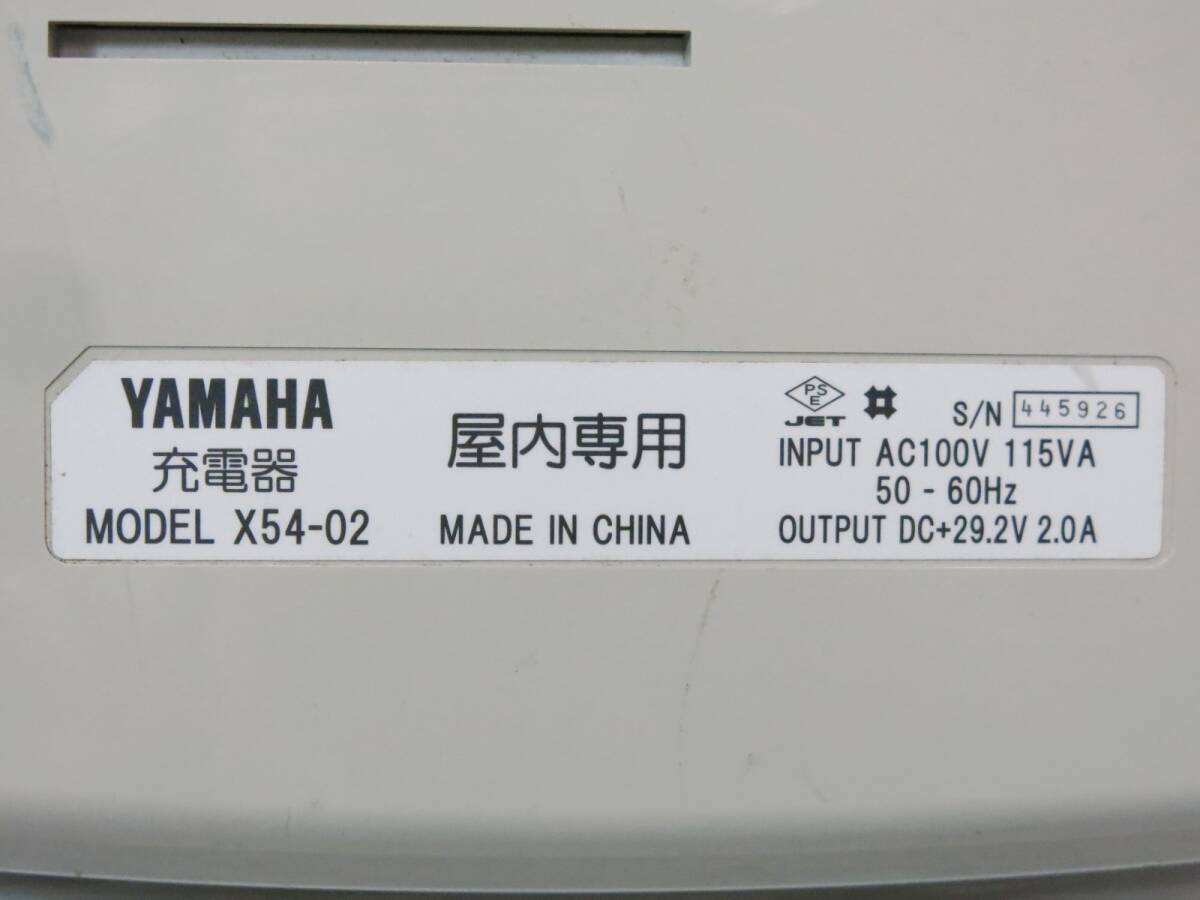 YAMAHA
充電器
MODEL X54-02
屋内専用
MADE IN CHINA
PS
E
JET
S/N 445926
INPUT AC100V 115VA
50 - 60Hz
OUTPUT DC+29.2V 2.0A